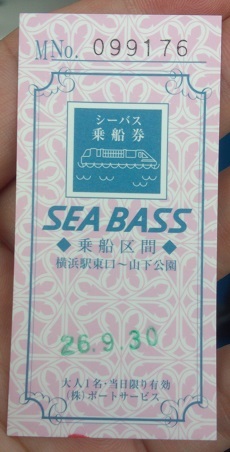 MNo. 099176
シーバス
乗船券
SEA BASS
◆乗船区間◆
横浜駅東口〜山下公園
26.9.30
大人1名・当日限り有効
(株)ポートサービス